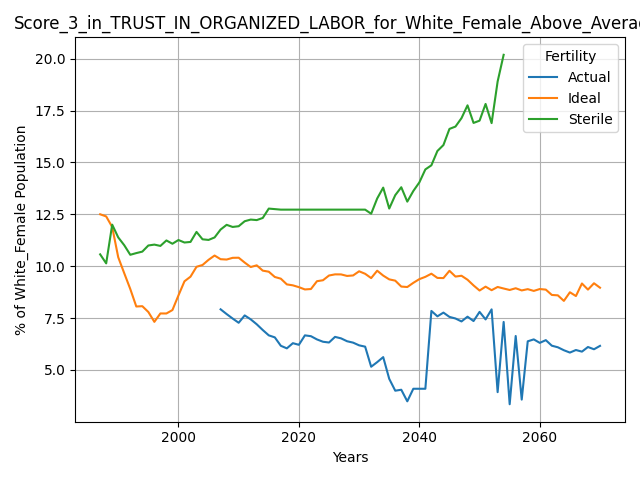 Score_3_in_TRUST_IN_ORGANIZED_LABOR_for_White_Female_Above_Avera
Fertility
Actual
Ideal
Sterile
% of White_Female Population
20.0
17.5
15.0
12.5
10.0
7.5
5.0
2000
2020
2040
2060
Years